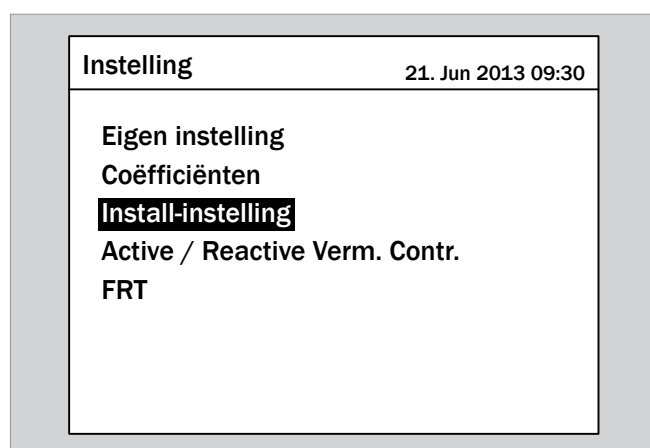 Instelling
21. Jun 2013 09:30
Eigen instelling
Coëfficiënten
Install-instelling
Active / Reactive Verm. Contr.
FRT